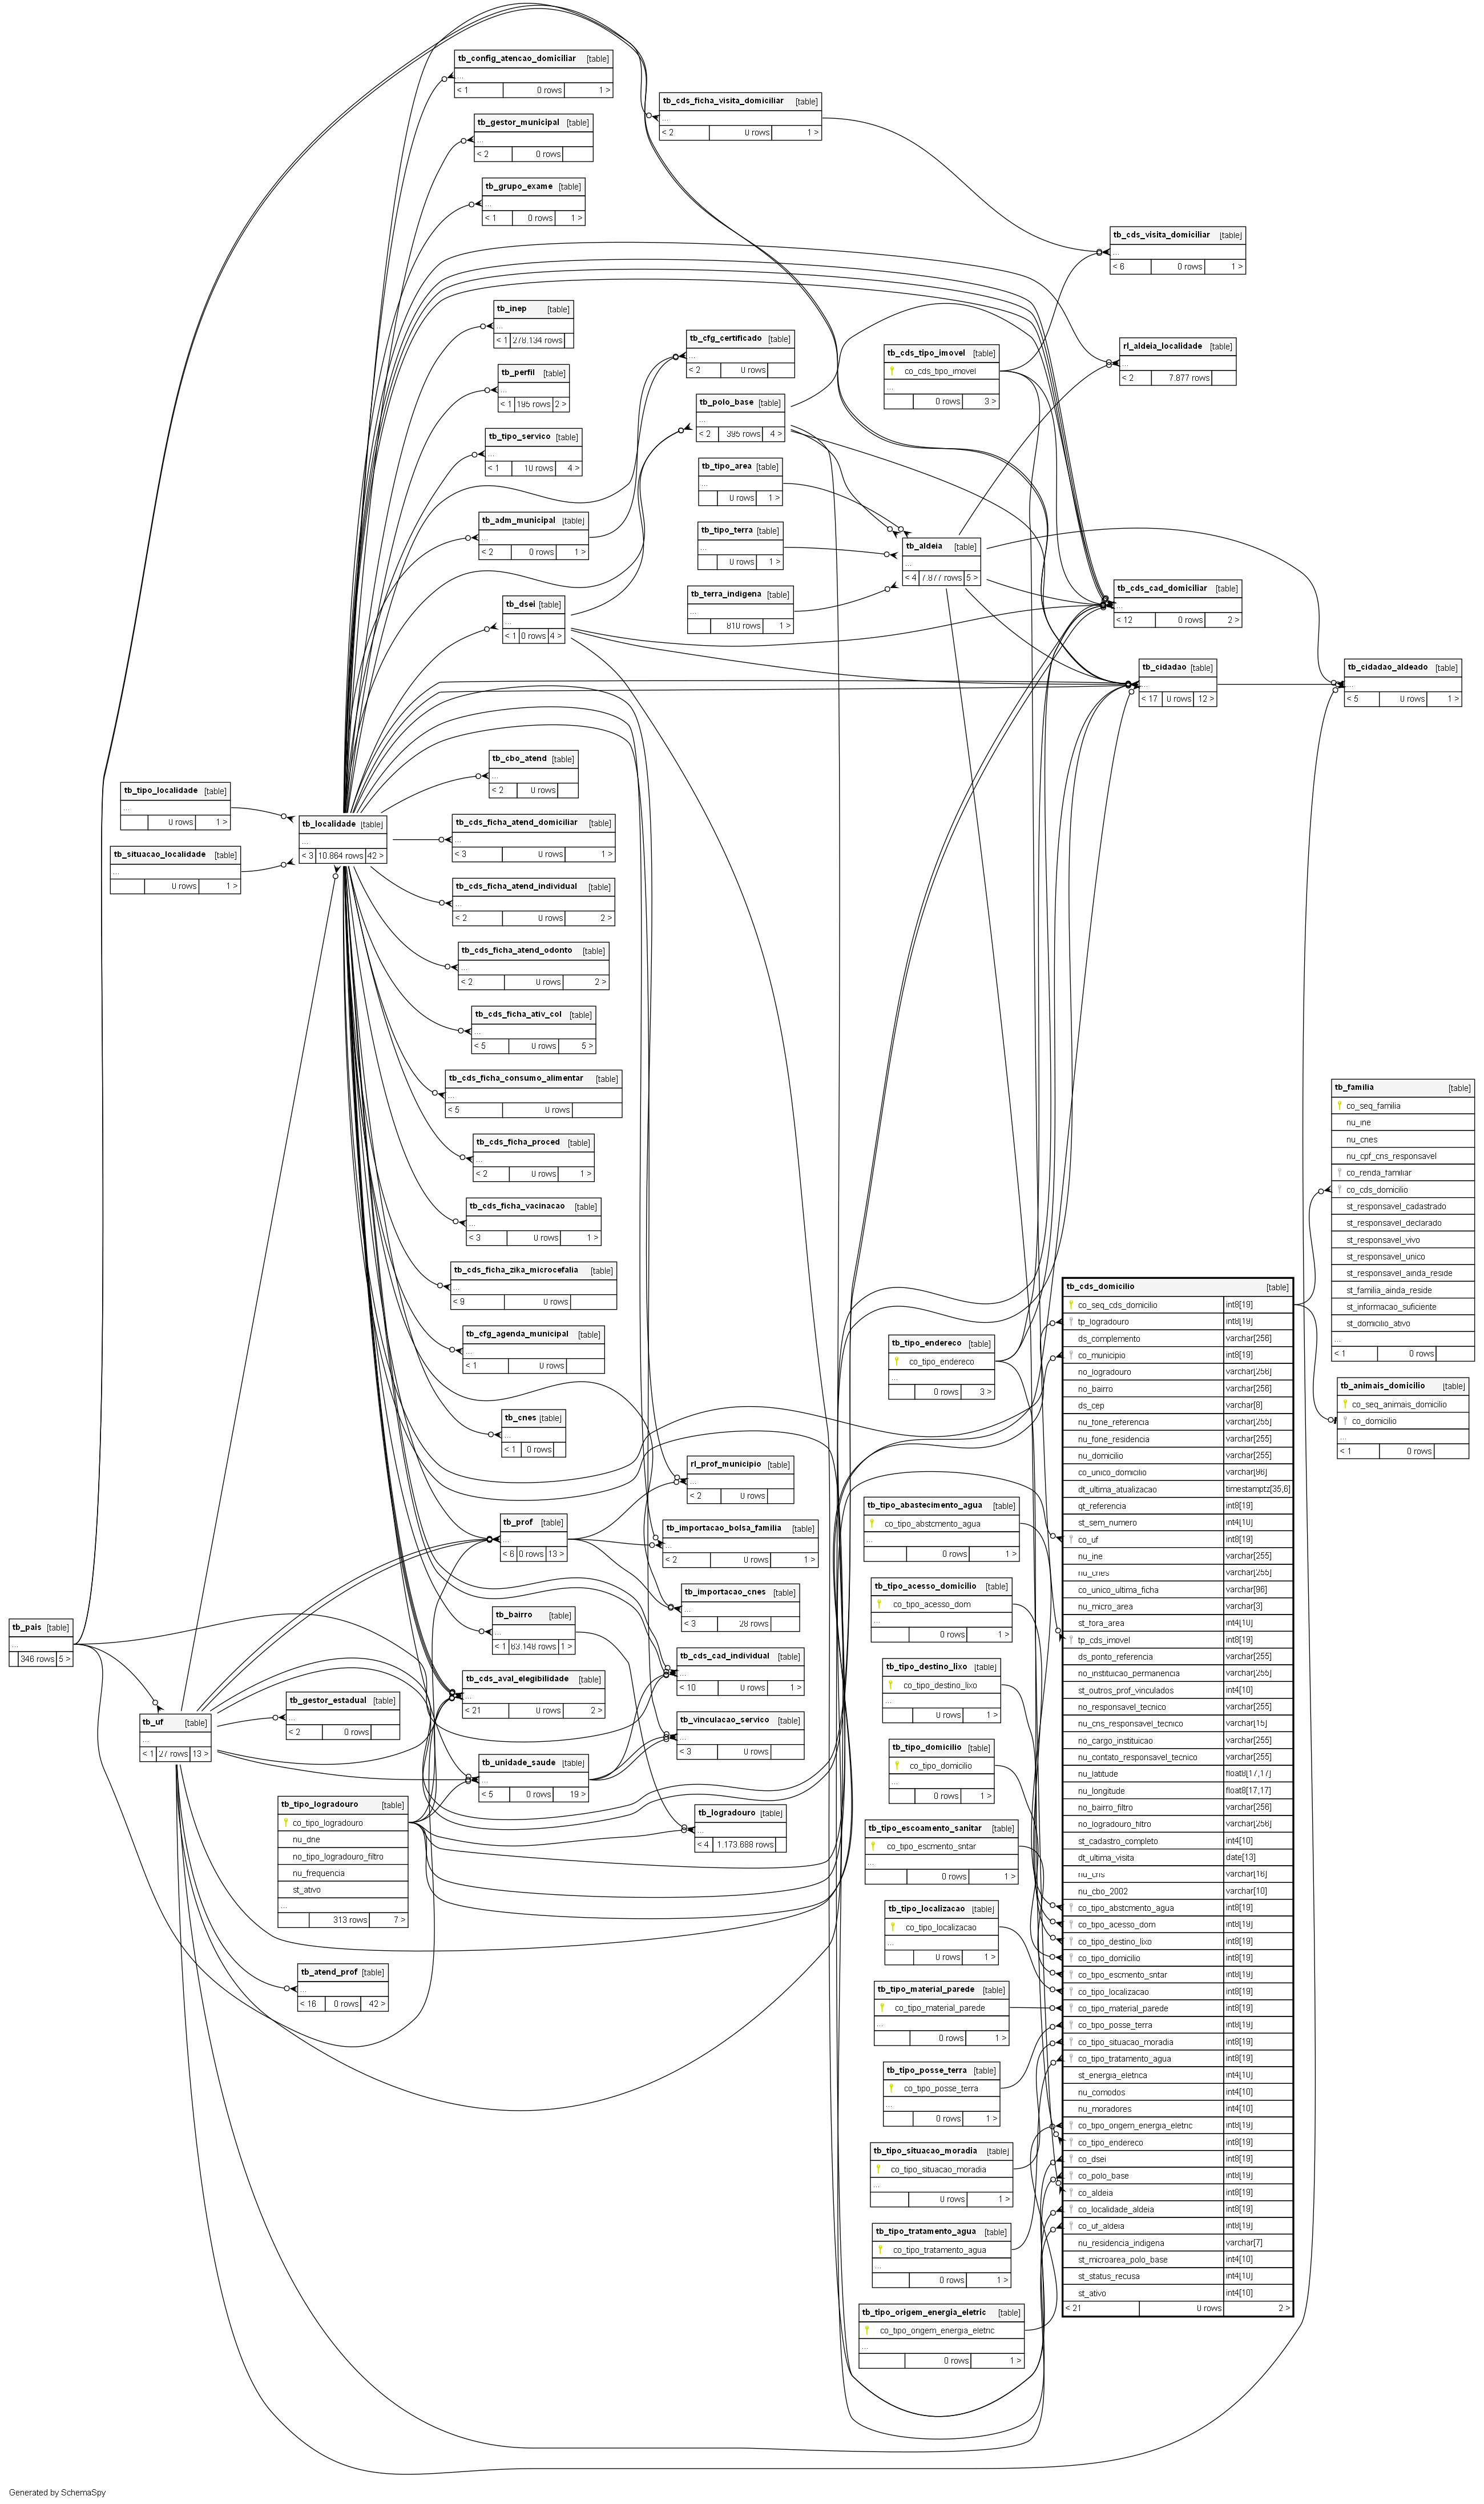 tb_config_atencao_domiciliar [table]
...
< 1 0 rows 1 >
tb_gestor_municipal [table]
...
< 2 0 rows
tb_grupo_exame [table]
...
< 1 0 rows 1 >
tb_cds_ficha_visita_domiciliar [table]
...
< 2 0 rows 1 >
tb_cds_visita_domiciliar [table]
...
< 6 0 rows 1 >
tb_inep [table]
...
< 1 278.134 rows
tb_perfil [table]
...
< 1 195 rows 2 >
tb_tipo_servico [table]
...
< 1 10 rows 4 >
tb_adm_municipal [table]
...
< 2 0 rows 1 >
tb_dsei [table]
...
< 1 0 rows 4 >
tb_cfg_certificado [table]
...
< 2 0 rows
tb_polo_base [table]
...
< 2 395 rows 4 >
tb_tipo_area [table]
...
0 rows 1 >
tb_tipo_terra [table]
...
0 rows 1 >
tb_terra_indigena [table]
...
810 rows 1 >
tb_cds_tipo_imovel [table]
co_cds_tipo_imovel
...
0 rows 3 >
rl_aldeia_localidade [table]
...
< 2 7.877 rows
tb_aldeia [table]
...
< 4 7.877 rows 5 >
tb_cds_cad_domiciliar [table]
...
< 12 0 rows 2 >
tb_cidadao [table]
...
< 17 0 rows 12 >
tb_cidadao_aldeado [table]
...
< 5 0 rows 1 >
tb_tipo_localidade [table]
...
0 rows 1 >
tb_situacao_localidade [table]
...
0 rows 1 >
tb_localidade [table]
...
< 3 10.864 rows 42 >
tb_cbo_atend [table]
...
< 2 0 rows
tb_cds_ficha_atend_domiciliar [table]
...
< 3 0 rows 1 >
tb_cds_ficha_atend_individual [table]
...
< 2 0 rows 2 >
tb_cds_ficha_atend_odonto [table]
...
< 2 0 rows 2 >
tb_cds_ficha_ativ_col [table]
...
< 5 0 rows 5 >
tb_cds_ficha_consumo_alimentar [table]
...
< 5 0 rows
tb_cds_ficha_proced [table]
...
< 2 0 rows 1 >
tb_cds_ficha_vacinacao [table]
...
< 3 0 rows 1 >
tb_cds_ficha_zika_microcefalia [table]
...
< 9 0 rows
tb_cfg_agenda_municipal [table]
...
< 1 0 rows
tb_cnes [table]
...
< 1 0 rows
tb_prof [table]
...
< 6 0 rows 13 >
tb_bairro [table]
...
< 1 63.148 rows 1 >
tb_cds_aval_elegibilidade [table]
...
< 21 0 rows 2 >
tb_unidade_saude [table]
...
< 5 0 rows 19 >
rl_prof_municipio [table]
...
< 2 0 rows
tb_importacao_bolsa_familia [table]
...
< 2 0 rows 1 >
tb_importacao_cnes [table]
...
< 3 28 rows
tb_cds_cad_individual [table]
...
< 10 0 rows 1 >
tb_vinculacao_servico [table]
...
< 3 0 rows
tb_logradouro [table]
...
< 4 1.173.688 rows
tb_pais [table]
...
346 rows 5 >
tb_uf [table]
...
< 1 27 rows 13 >
tb_gestor_estadual [table]
...
< 2 0 rows
tb_tipo_logradouro [table]
co_tipo_logradouro
nu_dne
no_tipo_logradouro_filtro
nu_frequencia
st_ativo
...
313 rows 7 >
tb_atend_prof [table]
...
< 16 0 rows 42 >
tb_tipo_endereco [table]
co_tipo_endereco
...
0 rows 3 >
tb_tipo_abastecimento_agua [table]
co_tipo_abstcmento_agua
...
0 rows 1 >
tb_tipo_acesso_domicilio [table]
co_tipo_acesso_dom
...
0 rows 1 >
tb_tipo_destino_lixo [table]
co_tipo_destino_lixo
...
0 rows 1 >
tb_tipo_domicilio [table]
co_tipo_domicilio
...
0 rows 1 >
tb_tipo_escoamento_sanitar [table]
co_tipo_escmento_sntar
...
0 rows 1 >
tb_tipo_localizacao [table]
co_tipo_localizacao
...
0 rows 1 >
tb_tipo_material_parede [table]
co_tipo_material_parede
...
0 rows 1 >
tb_tipo_posse_terra [table]
co_tipo_posse_terra
...
0 rows 1 >
tb_tipo_situacao_moradia [table]
co_tipo_situacao_moradia
...
0 rows 1 >
tb_tipo_tratamento_agua [table]
co_tipo_tratamento_agua
...
0 rows 1 >
tb_tipo_origem_energia_eletric [table]
co_tipo_origem_energia_eletric
...
0 rows 1 >
tb_cds_domicilio [table]
co_seq_cds_domicilio int8[19]
tp_logradouro int8[19]
ds_complemento varchar[256]
co_municipio int8[19]
no_logradouro varchar[256]
no_bairro varchar[256]
ds_cep varchar[8]
nu_fone_referencia varchar[255]
nu_fone_residencia varchar[255]
nu_domicilio varchar[255]
co_unico_domicilio varchar[96]
dt_ultima_atualizacao timestamptz[35,6]
qt_referencia int8[19]
st_sem_numero int4[10]
co_uf int8[19]
nu_ine varchar[255]
nu_cnes varchar[255]
co_unico_ultima_ficha varchar[96]
nu_micro_area varchar[3]
st_fora_area int4[10]
tp_cds_imovel int8[19]
ds_ponto_referencia varchar[255]
no_instituicao_permanencia varchar[255]
st_outros_prof_vinculados int4[10]
no_responsavel_tecnico varchar[255]
nu_cns_responsavel_tecnico varchar[15]
no_cargo_instituicao varchar[255]
nu_contato_responsavel_tecnico varchar[255]
nu_latitude float8[17,17]
nu_longitude float8[17,17]
no_bairro_filtro varchar[256]
no_logradouro_filtro varchar[256]
st_cadastro_completo int4[10]
dt_ultima_visita date[13]
nu_cns varchar[16]
nu_cbo_2002 varchar[10]
co_tipo_abstcmento_agua int8[19]
co_tipo_acesso_dom int8[19]
co_tipo_destino_lixo int8[19]
co_tipo_domicilio int8[19]
co_tipo_escmento_sntar int8[19]
co_tipo_localizacao int8[19]
co_tipo_material_parede int8[19]
co_tipo_posse_terra int8[19]
co_tipo_situacao_moradia int8[19]
co_tipo_tratamento_agua int8[19]
st_energia_eletrica int4[10]
nu_comodos int4[10]
nu_moradores int4[10]
co_tipo_origem_energia_eletric int8[19]
co_tipo_endereco int8[19]
co_dsei int8[19]
co_polo_base int8[19]
co_aldeia int8[19]
co_localidade_aldeia int8[19]
co_uf_aldeia int8[19]
nu_residencia_indigena varchar[7]
st_microarea_polo_base int4[10]
st_status_recusa int4[10]
st_ativo int4[10]
< 21 0 rows 2 >
tb_familia [table]
co_seq_familia
nu_ine
nu_cnes
nu_cpf_cns_responsavel
co_renda_familiar
co_cds_domicilio
st_responsavel_cadastrado
st_responsavel_declarado
st_responsavel_vivo
st_responsavel_unico
st_responsavel_ainda_reside
st_familia_ainda_reside
st_informacao_suficiente
st_domicilio_ativo
...
< 1 0 rows
tb_animais_domicilio [table]
co_seq_animais_domicilio
co_domicilio
...
< 1 0 rows
Generated by SchemaSpy